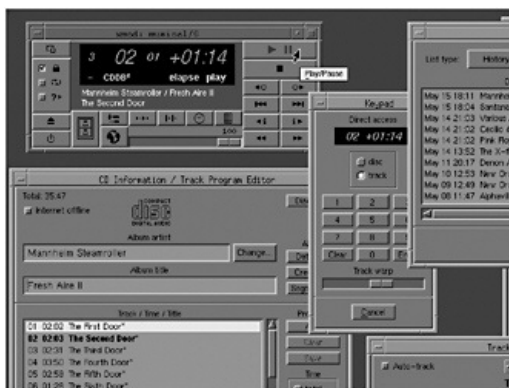 3 02 01 +01:14
CDDB" elapse play
Mannheim Steamroller / Fresh Aire II
The Second Door
Play/Pause
100
CD Information / Track Program Editor
Total: 35:47
Internet offline
COMPACT
disc
DIGITAL AUDIO
Album artist
Mannheim Steamroller
Change...
Album title
Fresh Aire II
Track / Time / Title
01 02:02 The First Door"
02 02:03 The Second Door"
03 02:31 The Third Door"
04 03:50 The Fourth Door"
05 02:58 The Fifth Door"
06 01:28 The Sixth Door"
Time
Keypad
Direct access
02 +01:14
disc
track
1 2
4 5
7 8
Clear 0
Track warp
Cancel
List type: History
May 15 18:11 Mannhe
May 15 18:04 Santana
May 14 21:03 Various
May 14 21:02 Cecilia
May 14 21:02 Pink Flo
May 14 13:52 The X-
May 11 20:17 Denon
May 10 12:53 New Or
May 09 12:49 New Or
May 08 11:47 Alphavill
Track
Auto-track